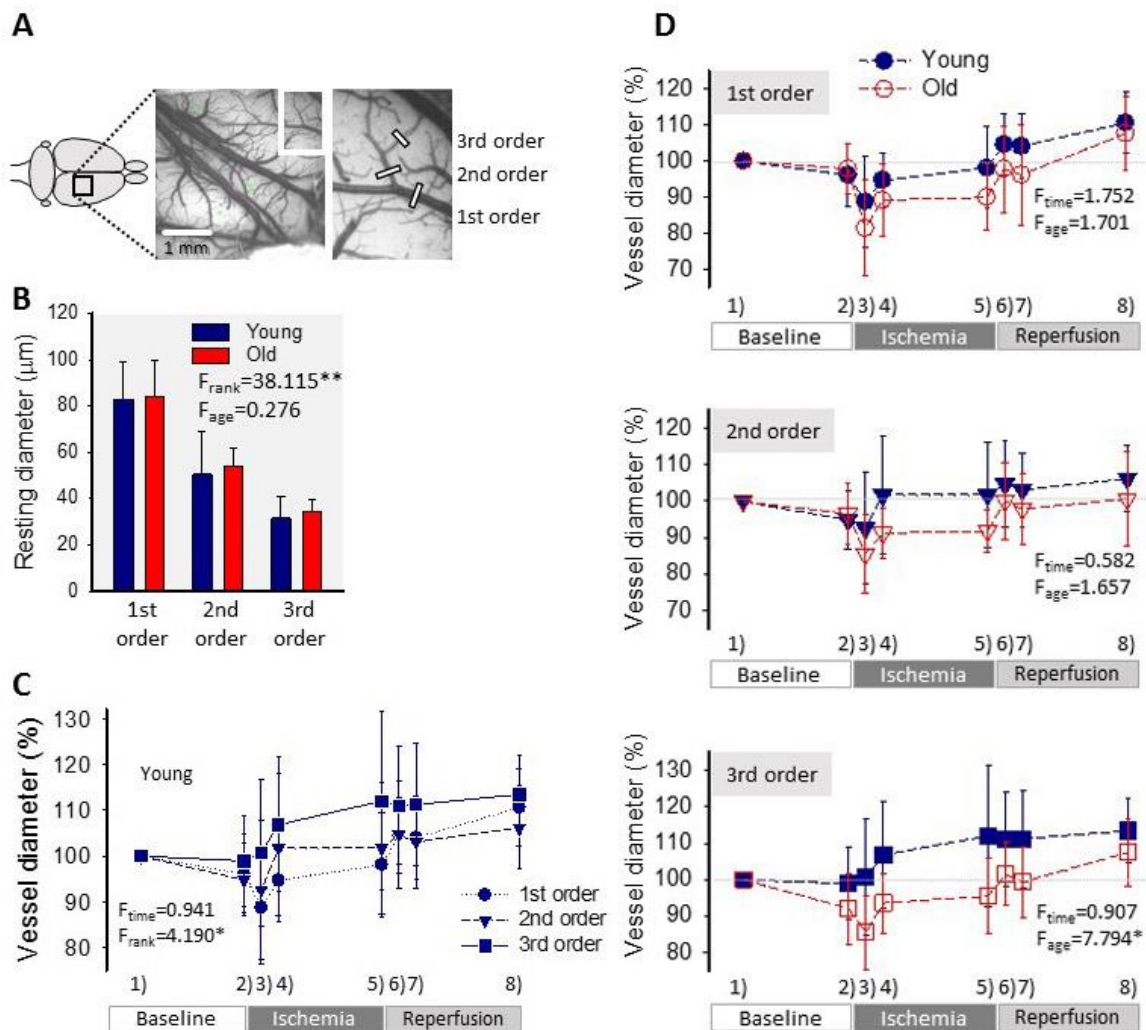 A
1 mm
3rd order
2nd order
1st order
B
Resting diameter (μm)
120
100
80
60
40
20
0
Young
Old
Frank=38.115**
Fage=0.276
1st order
2nd order
3rd order
C
Vessel diameter (%)
130
120
110
100
90
80
Young
Ftime=0.941
Frank=4.190*
1st order
2nd order
3rd order
1) 2) 3) 4) 5) 6) 7) 8)
Baseline Ischemia Reperfusion
D
Young
Old
1st order
Vessel diameter (%)
120
110
100
90
80
70
Ftime=1.752
Fage=1.701
1) 2) 3) 4) 5) 6) 7) 8)
Baseline Ischemia Reperfusion
2nd order
Vessel diameter (%)
120
110
100
90
80
70
Ftime=0.582
Fage=1.657
1) 2) 3) 4) 5) 6) 7) 8)
Baseline Ischemia Reperfusion
3rd order
Vessel diameter (%)
130
120
110
100
90
80
Ftime=0.907
Fage=7.794*
1) 2) 3) 4) 5) 6) 7) 8)
Baseline Ischemia Reperfusion